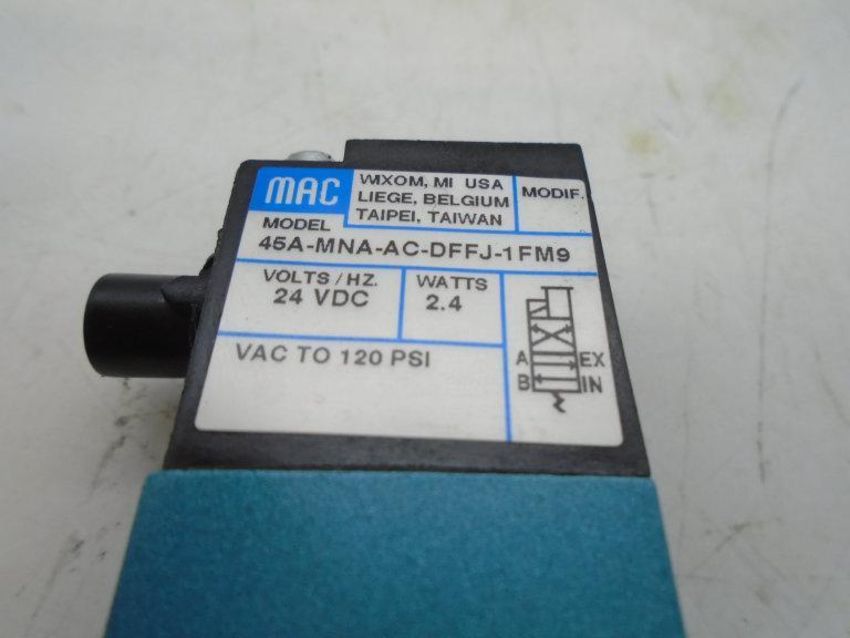 MAC
WIXOM, MI USA
LIEGE, BELGIUM
TAIPEI, TAIWAN
MODIF.
MODEL
45A-MNA-AC-DFFJ-1FM9
VOLTS/HZ.
24 VDC
WATTS
2.4
VAC TO 120 PSI
A EX
B IN